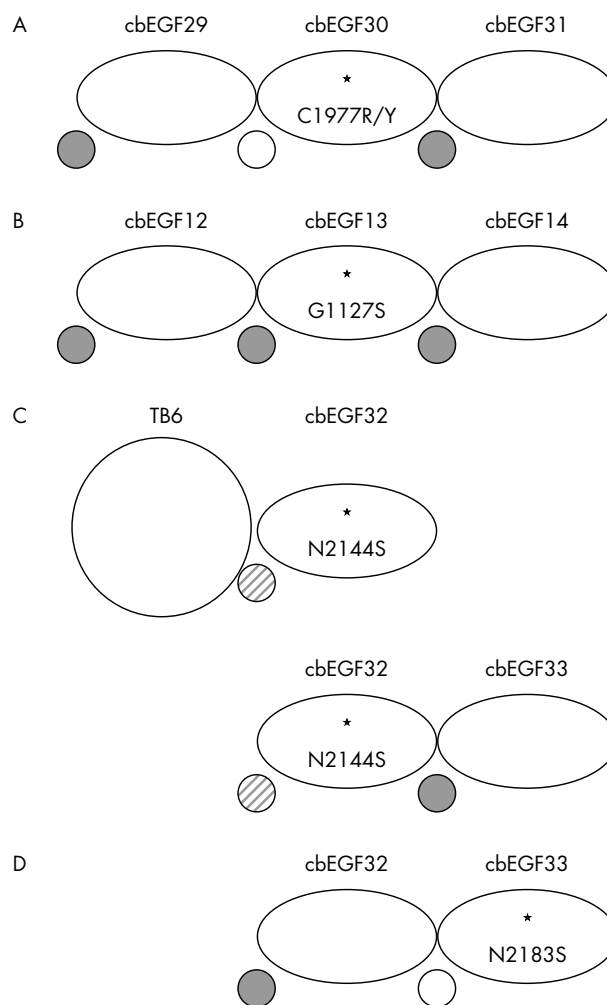 A
cbEGF29 cbEGF30 cbEGF31
C1977R/Y
B
cbEGF12 cbEGF13 cbEGF14
G1127S
C
TB6 cbEGF32
N2144S
cbEGF32 cbEGF33
N2144S
D
cbEGF32 cbEGF33
N2183S